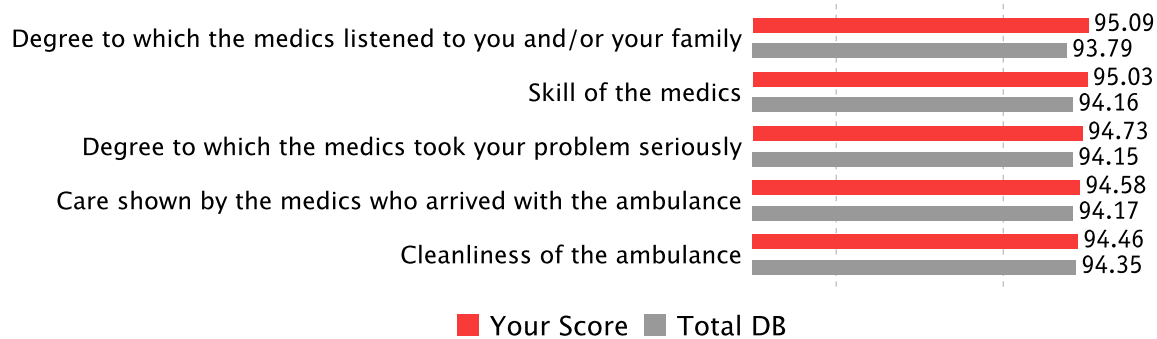 Degree to which the medics listened to you and/or your family
95.09
93.79
Skill of the medics
95.03
94.16
Degree to which the medics took your problem seriously
94.73
94.15
Care shown by the medics who arrived with the ambulance
94.58
94.17
Cleanliness of the ambulance
94.46
94.35
Your Score Total DB